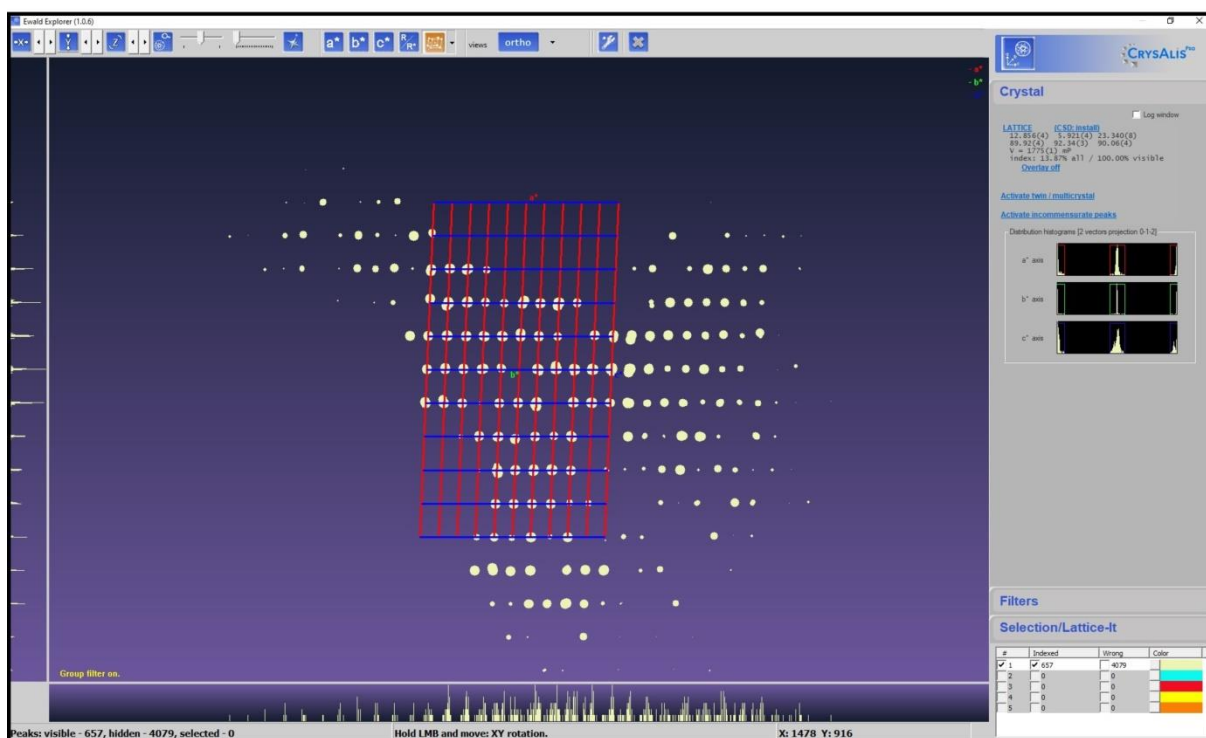 Ewald Explorer (1.0.6)
a* b* c* R/R* views ortho
CRYSALIS PRO
Crystal
Log window
LATTICE (CSD: install)
12.856(4) 5.921(4) 23.340(8)
89.92(4) 92.34(3) 90.06(4)
V = 1775(1) mP
index: 13.87% all / 100.00% visible
Overlay off
Activate twin / multicrystal
Activate incommensurate peaks
Distribution histograms [2 vectors projection 0-1-2]
a* axis
b* axis
c* axis
- a*
- b*
a*
b*
Filters
Selection/Lattice-It
# Indexed Wrong Color
1 657 4079
2 0 0
3 0 0
4 0 0
5 0 0
Group filter on.
Peaks: visible - 657, hidden - 4079, selected - 0 Hold LMB and move: XY rotation. X: 1478 Y: 916